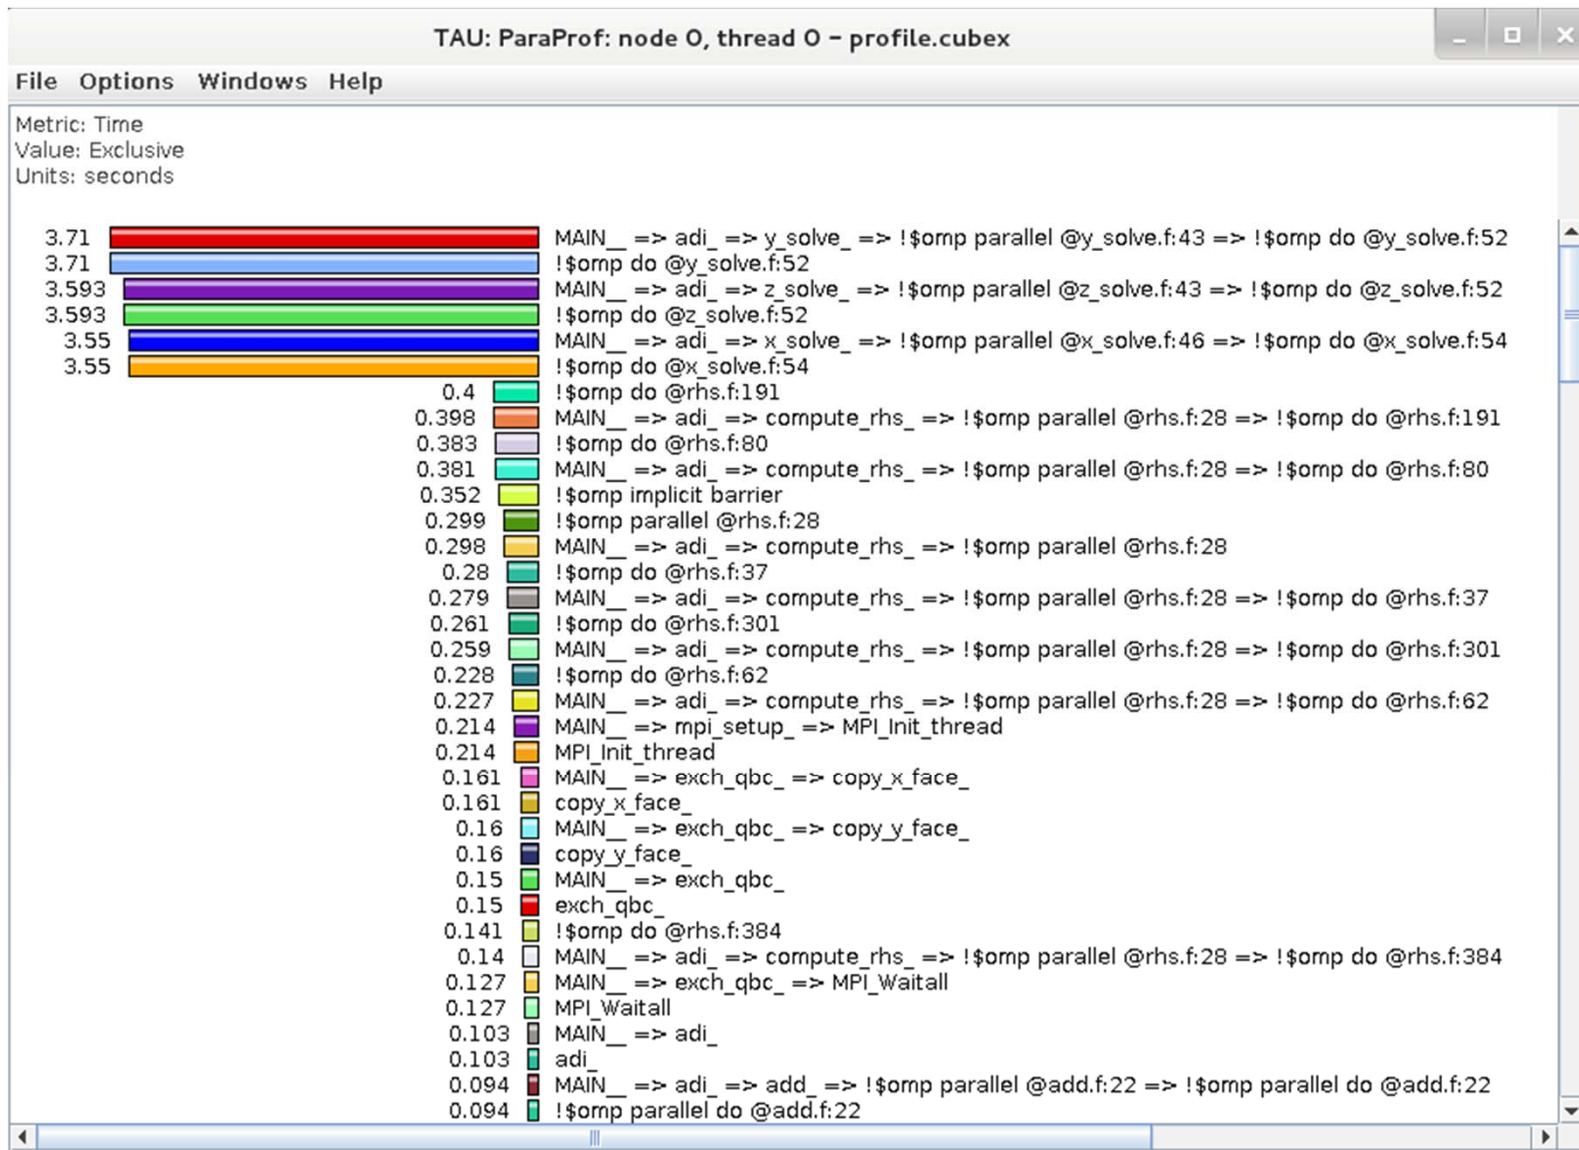 TAU: ParaProf: node 0, thread 0 – profile.cubex
File Options Windows Help
Metric: Time
Value: Exclusive
Units: seconds
3.71 MAIN__ => adi_ => y_solve_ => !$omp parallel @y_solve.f:43 => !$omp do @y_solve.f:52
3.71 !$omp do @y_solve.f:52
3.593 MAIN__ => adi_ => z_solve_ => !$omp parallel @z_solve.f:43 => !$omp do @z_solve.f:52
3.593 !$omp do @z_solve.f:52
3.55 MAIN__ => adi_ => x_solve_ => !$omp parallel @x_solve.f:46 => !$omp do @x_solve.f:54
3.55 !$omp do @x_solve.f:54
0.4 !$omp do @rhs.f:191
0.398 MAIN__ => adi_ => compute_rhs_ => !$omp parallel @rhs.f:28 => !$omp do @rhs.f:191
0.383 !$omp do @rhs.f:80
0.381 MAIN__ => adi_ => compute_rhs_ => !$omp parallel @rhs.f:28 => !$omp do @rhs.f:80
0.352 !$omp implicit barrier
0.299 !$omp parallel @rhs.f:28
0.298 MAIN__ => adi_ => compute_rhs_ => !$omp parallel @rhs.f:28
0.28 !$omp do @rhs.f:37
0.279 MAIN__ => adi_ => compute_rhs_ => !$omp parallel @rhs.f:28 => !$omp do @rhs.f:37
0.261 !$omp do @rhs.f:301
0.259 MAIN__ => adi_ => compute_rhs_ => !$omp parallel @rhs.f:28 => !$omp do @rhs.f:301
0.228 !$omp do @rhs.f:62
0.227 MAIN__ => adi_ => compute_rhs_ => !$omp parallel @rhs.f:28 => !$omp do @rhs.f:62
0.214 MAIN__ => mpi_setup_ => MPI_Init_thread
0.214 MPI_Init_thread
0.161 MAIN__ => exch_qbc_ => copy_x_face_
0.161 copy_x_face_
0.16 MAIN__ => exch_qbc_ => copy_y_face_
0.16 copy_y_face_
0.15 MAIN__ => exch_qbc_
0.15 exch_qbc_
0.141 !$omp do @rhs.f:384
0.14 MAIN__ => adi_ => compute_rhs_ => !$omp parallel @rhs.f:28 => !$omp do @rhs.f:384
0.127 MAIN__ => exch_qbc_ => MPI_Waitall
0.127 MPI_Waitall
0.103 MAIN__ => adi_
0.103 adi_
0.094 MAIN__ => adi_ => add_ => !$omp parallel @add.f:22 => !$omp parallel do @add.f:22
0.094 !$omp parallel do @add.f:22